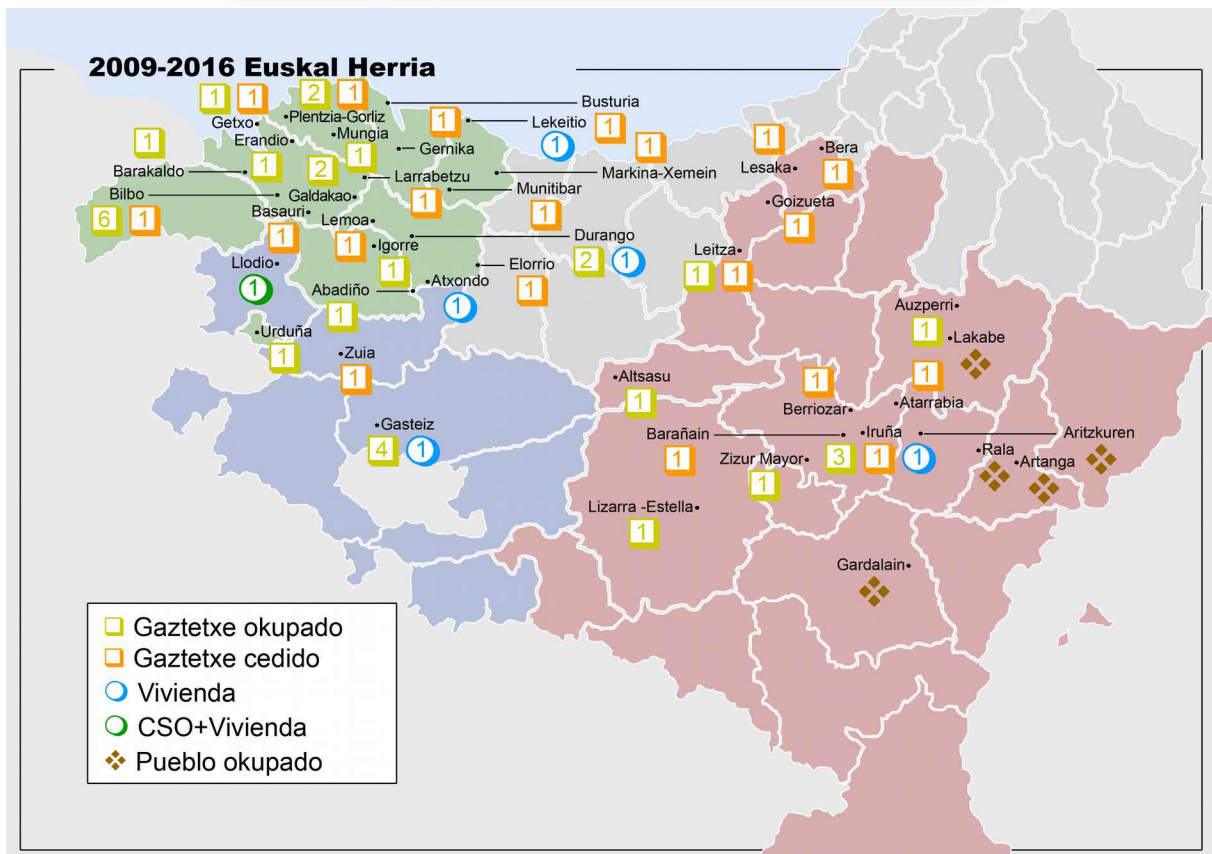 2009-2016 Euskal Herria
1
1
2
1
Busturia
Getxo
Plentzia-Gorliz
1
Lekeitio
1
1
Erandio
Mungia
1
1
1
Bera
Barakaldo
1
2
1
Gernika
Markina-Xemein
Lesaka
1
Bilbo
Galdakao
Larrabetzu
Munitibar
Goizueta
6
1
Basauri
Lemoa
1
1
1
1
1
Igorre
Durango
Leitza
Llodio
1
2
1
1
1
1
Abadiño
Atxondo
Elorrio
1
1
1
Auzperri
1
Urduña
1
Lakabe
Zuia
1
Altsasu
1
1
1
Berriozar
Atarrabia
Gasteiz
Barañain
Iruña
Aritzkuren
4
1
1
Zizur Mayor
3
1
1
Rala
Artanga
1
Lizarra -Estella
1
Gardalain
Gaztetxe okupado
Gaztetxe cedido
Vivienda
CSO+Vivienda
Pueblo okupado